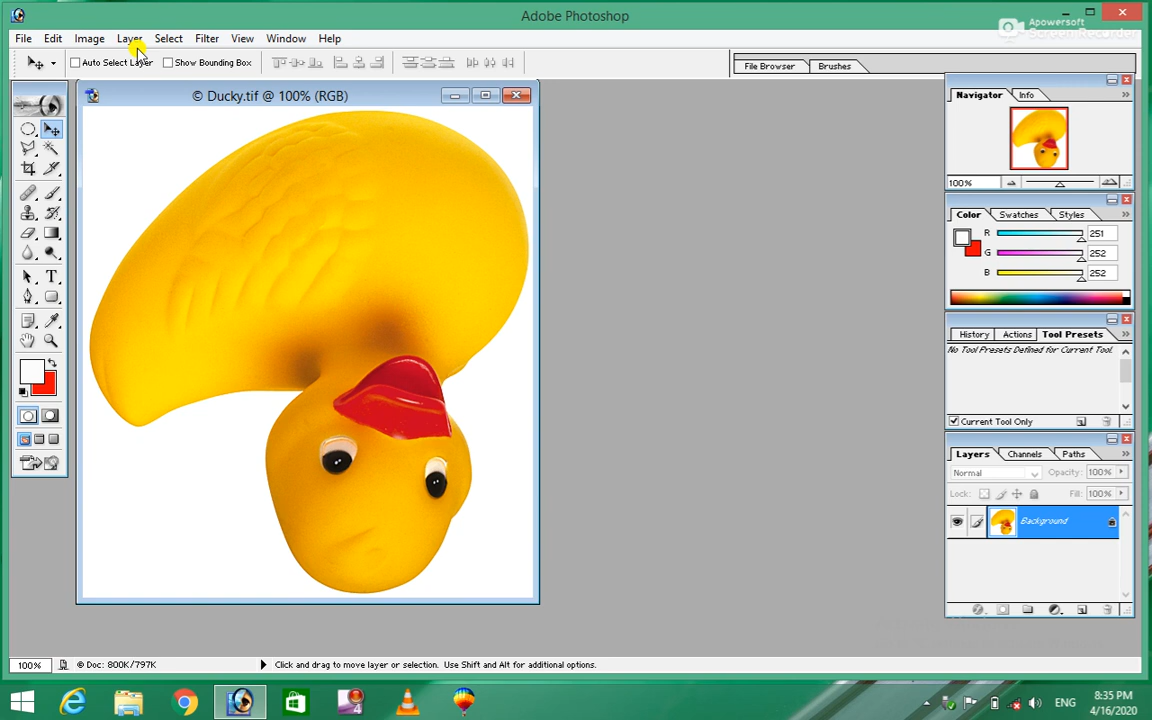 Adobe Photoshop
Apowersoft
Screen Recorder
File Edit Image Layer Select Filter View Window Help
Auto Select Layer Show Bounding Box
File Browser Brushes
© Ducky.tif @ 100% (RGB)
Navigator Info
100%
Color Swatches Styles
R 251
G 252
B 252
History Actions Tool Presets
No Tool Presets Defined for Current Tool.
Current Tool Only
Layers Channels Paths
Normal Opacity: 100%
Lock: Fill: 100%
Background
100% © Doc: 800K/797K Click and drag to move layer or selection. Use Shift and Alt for additional options.
4
ENG
8:35 PM
4/16/2020